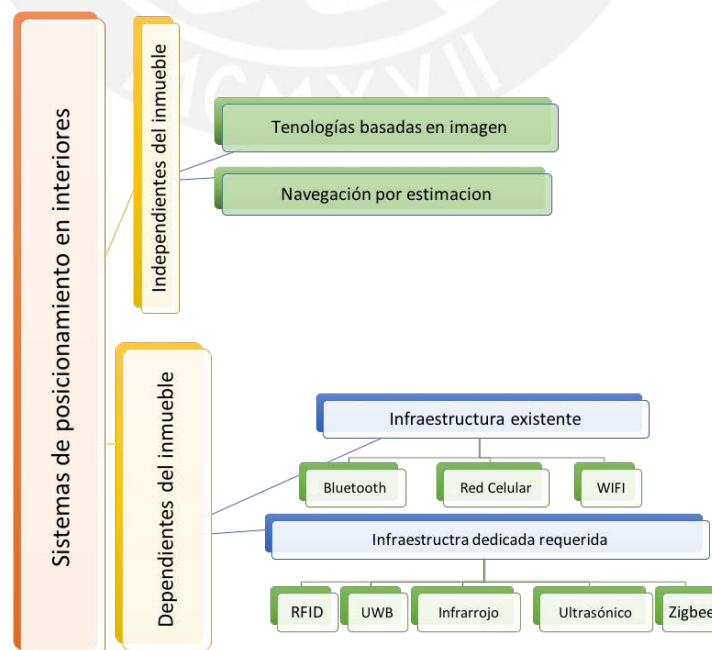 MCMXVII
Sistemas de posicionamiento en interiores
Independientes del inmueble
Tenologías basadas en imagen
Navegación por estimacion
Dependientes del inmueble
Infraestructura existente
Bluetooth
Red Celular
WIFI
Infraestructra dedicada requerida
RFID
UWB
Infrarrojo
Ultrasónico
Zigbee